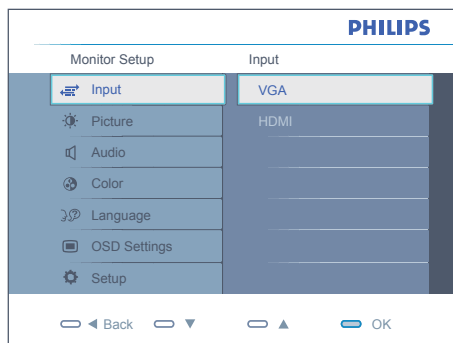 PHILIPS
Monitor Setup
Input
Input
VGA
Picture
HDMI
Audio
Color
Language
OSD Settings
Setup
◀ Back ▼ ▲ OK